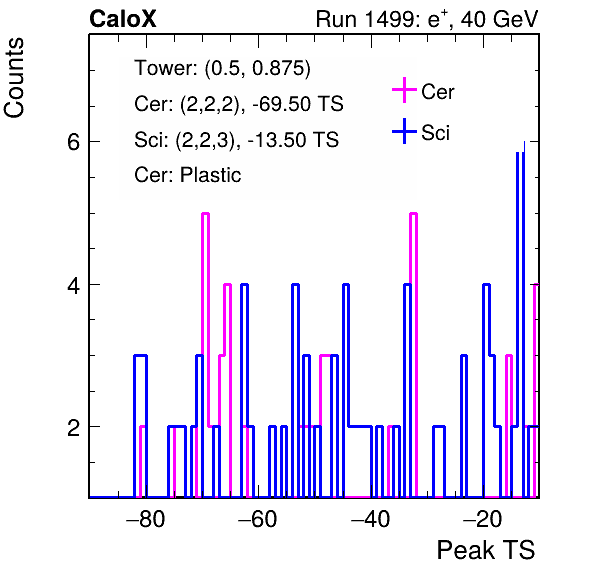 CaloX Run 1499: e+, 40 GeV
Counts
Tower: (0.5, 0.875)
Cer: (2,2,2), -69.50 TS
Sci: (2,2,3), -13.50 TS
Cer: Plastic
Cer
Sci
6
4
2
−80 −60 −40 −20
Peak TS